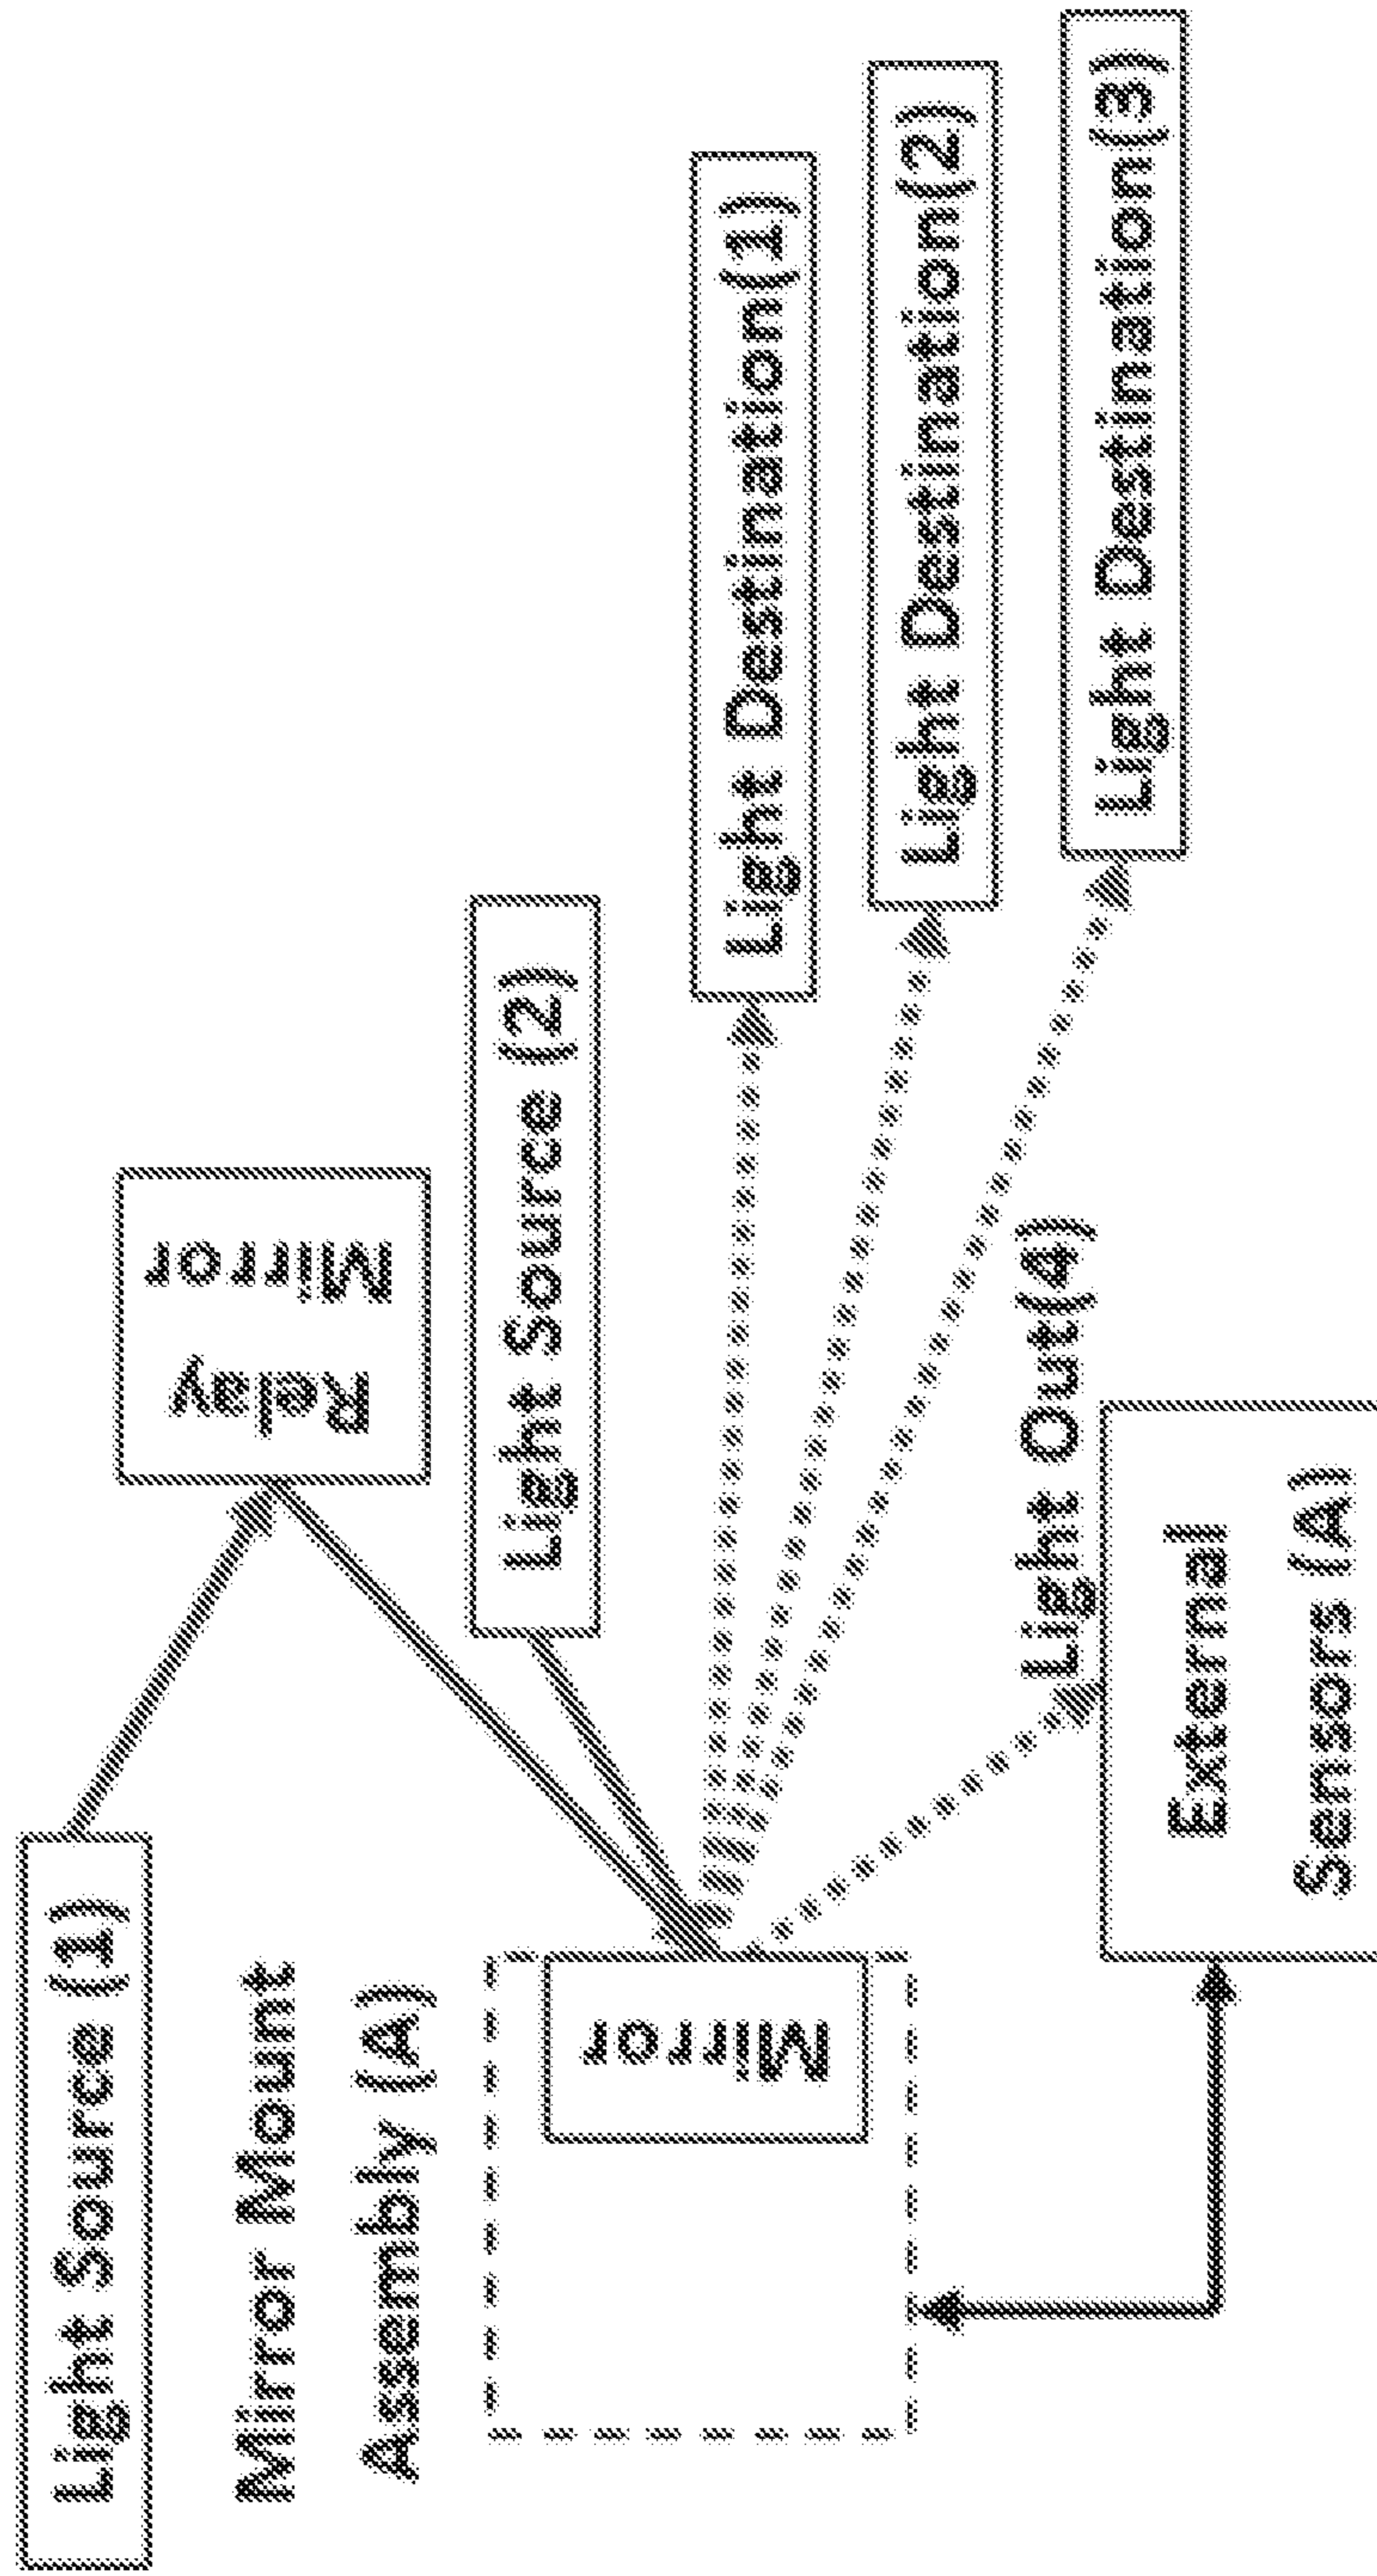 Light Source (1)
Mirror Mount
Assembly (A)
Mirror
Relay
Mirror
Light Source (2)
Light Destination(1)
Light Destination(2)
Light Destination(3)
Light Out(4)
External
Sensors (A)